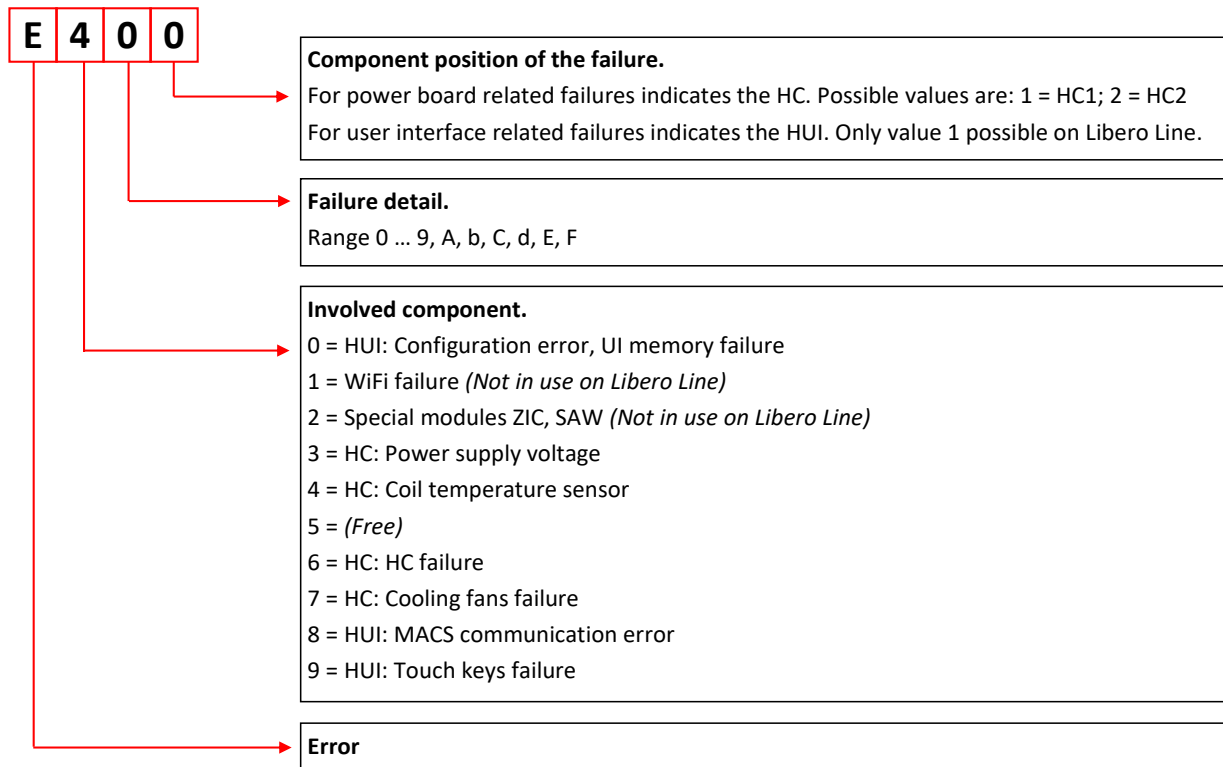 E 4 0 0
Component position of the failure.
For power board related failures indicates the HC. Possible values are: 1 = HC1; 2 = HC2
For user interface related failures indicates the HUI. Only value 1 possible on Libero Line.
Failure detail.
Range 0 … 9, A, b, C, d, E, F
Involved component.
0 = HUI: Configuration error, UI memory failure
1 = WiFi failure (Not in use on Libero Line)
2 = Special modules ZIC, SAW (Not in use on Libero Line)
3 = HC: Power supply voltage
4 = HC: Coil temperature sensor
5 = (Free)
6 = HC: HC failure
7 = HC: Cooling fans failure
8 = HUI: MACS communication error
9 = HUI: Touch keys failure
Error